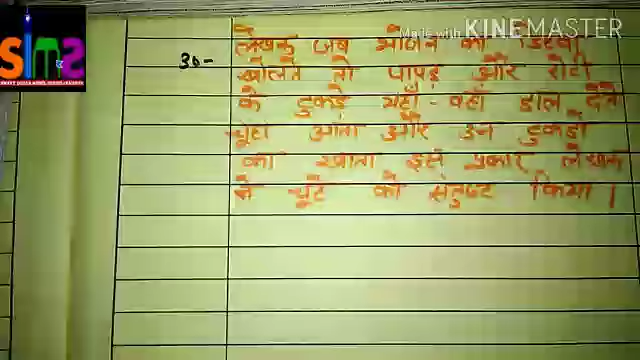 Made with KINEMASTER
SIMS
लेखक जब भोजन का डिब्बा
उ०- खोलते तो पापड़ और रोटी
के टुकड़े यहाँ-वहाँ डाल देते
चूहा आता और उन टुकड़ों
को खाता इस प्रकार लेखक
ने चूहे को संतुष्ट किया।